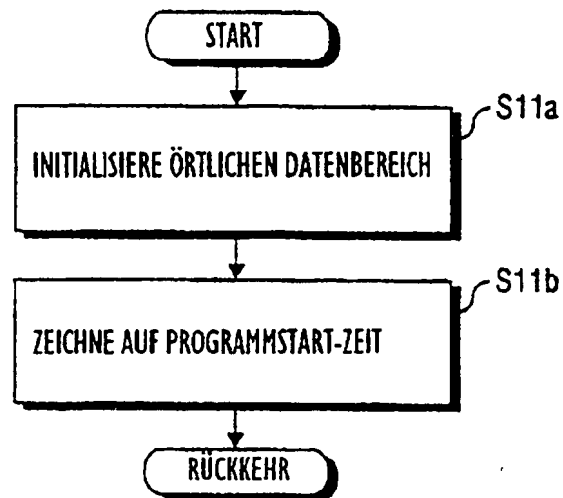 START
S11a
INITIALISIERE ÖRTLICHEN DATENBEREICH
S11b
ZEICHNE AUF PROGRAMMSTART-ZEIT
RÜCKKEHR